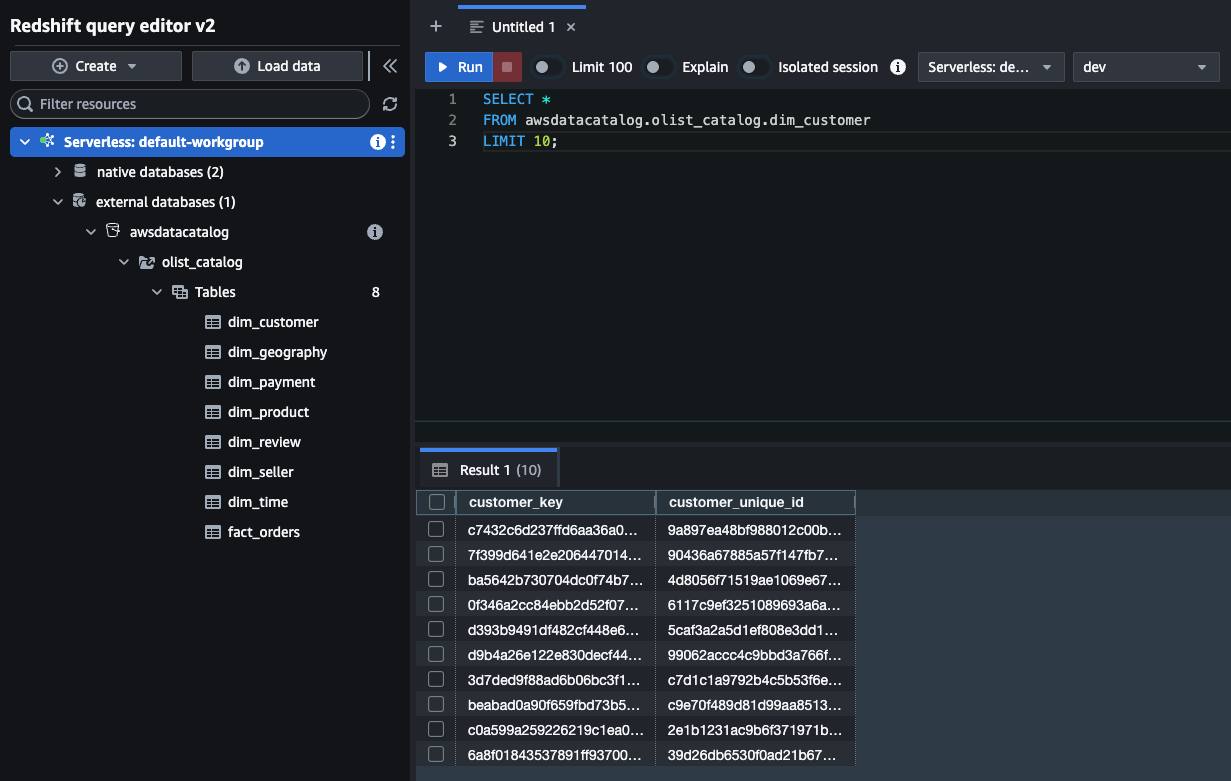 Redshift query editor v2
Create
Load data
Filter resources
Serverless: default-workgroup
native databases (2)
external databases (1)
awsdatacatalog
olist_catalog
Tables 8
dim_customer
dim_geography
dim_payment
dim_product
dim_review
dim_seller
dim_time
fact_orders
Untitled 1
Run Limit 100 Explain Isolated session Serverless: de... dev
1 SELECT *
2 FROM awsdatacatalog.olist_catalog.dim_customer
3 LIMIT 10;
Result 1 (10)
customer_key customer_unique_id
c7432c6d237ffd6aa36a0... 9a897ea48bf988012c00b...
7f399d641e2e206447014... 90436a67885a57f147fb7...
ba5642b730704dc0f74b7... 4d8056f71519ae1069e67...
0f346a2cc84ebb2d52f07... 6117c9ef3251089693a6a...
d393b9491df482cf448e6... 5caf3a2a5d1ef808e3dd1...
d9b4a26e122e830decf44... 99062accc4c9bbd3a766f...
3d7ded9f88ad6b06bc3f1... c7d1c1a9792b4c5b53f6e...
beabad0a90f659fbd73b5... c9e70f489d81d99aa8513...
c0a599a259226219c1ea0... 2e1b1231ac9b6f371971b...
6a8f01843537891ff93700... 39d26db6530f0ad21b67...